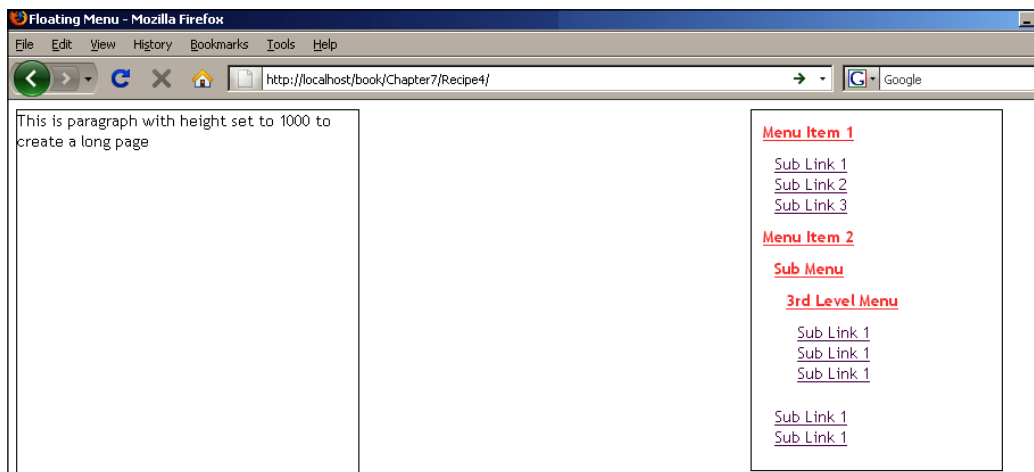 Floating Menu - Mozilla Firefox
File Edit View History Bookmarks Tools Help
http://localhost/book/Chapter7/Recipe4/
G Google
This is paragraph with height set to 1000 to
create a long page
Menu Item 1
Sub Link 1
Sub Link 2
Sub Link 3
Menu Item 2
Sub Menu
3rd Level Menu
Sub Link 1
Sub Link 1
Sub Link 1
Sub Link 1
Sub Link 1